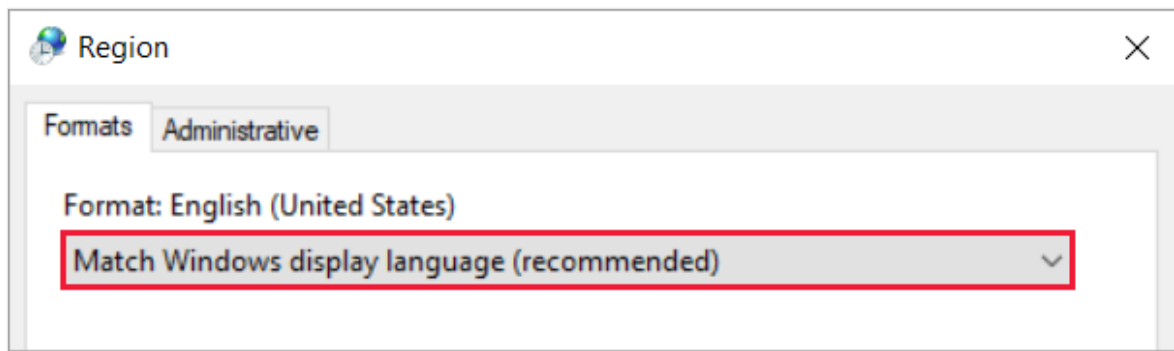 Region
Formats Administrative
Format: English (United States)
Match Windows display language (recommended)